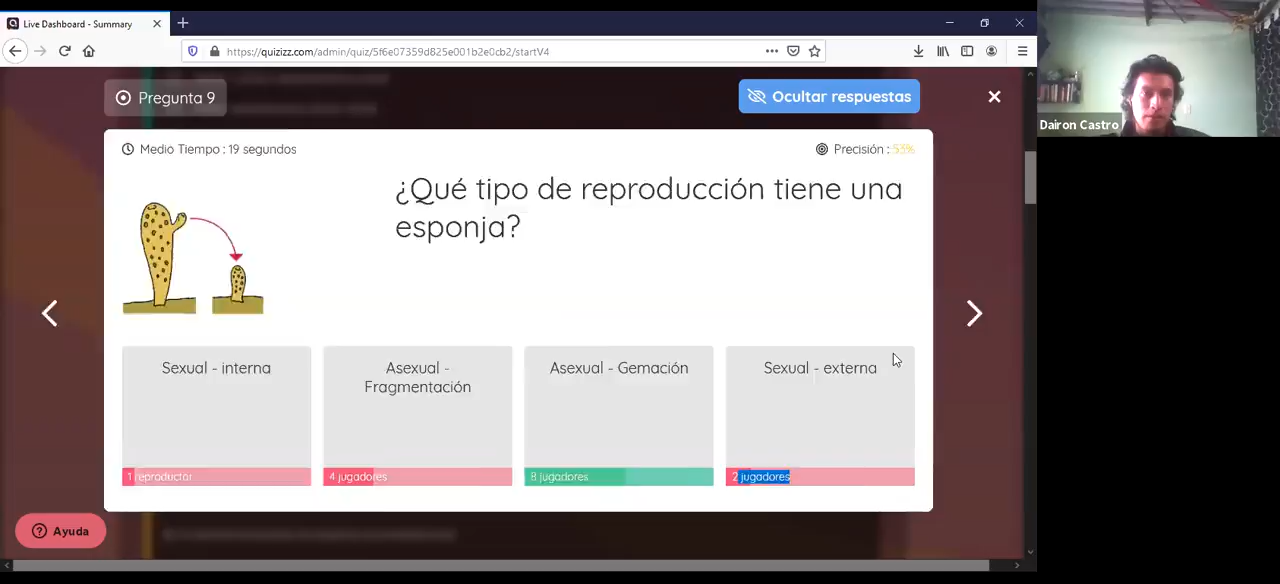 Live Dashboard - Summary
https://quizizz.com/admin/quiz/5f6e07359d825e001b2e0cb2/startV4
Dairon Castro
Pregunta 9
Ocultar respuestas
Medio Tiempo : 19 segundos
Precisión : 53%
¿Qué tipo de reproducción tiene una
esponja?
Sexual - interna
Asexual -
Fragmentación
Asexual - Gemación
Sexual - externa
1 reproductor
4 jugadores
8 jugadores
2 jugadores
Ayuda